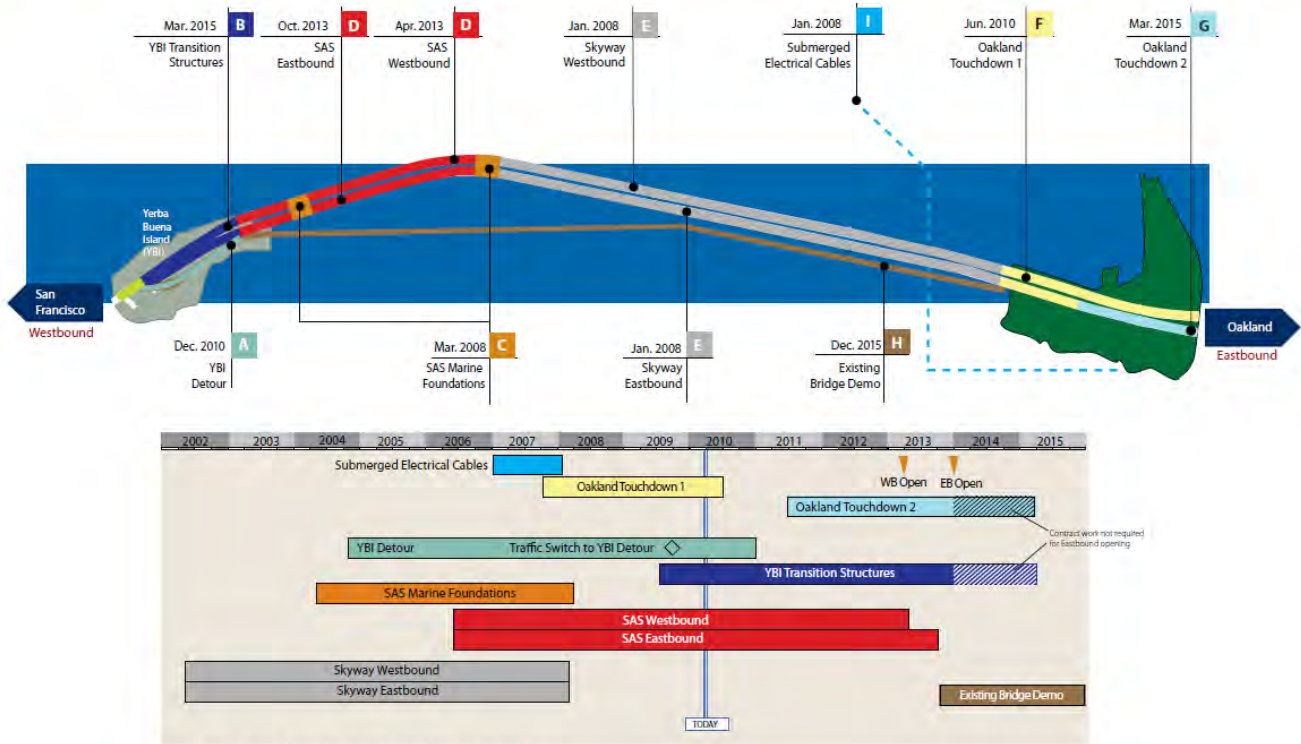 Mar. 2015 B
YBI Transition
Structures
Oct. 2013 D
SAS
Eastbound
Apr. 2013 D
SAS
Westbound
Jan. 2008 E
Skyway
Westbound
Jan. 2008 I
Submerged
Electrical Cables
Jun. 2010 F
Oakland
Touchdown 1
Mar. 2015 G
Oakland
Touchdown 2
Yerba
Buena
Island
(YBI)
San
Francisco
Westbound
Oakland
Eastbound
Dec. 2010 A
YBI
Detour
Mar. 2008 C
SAS Marine
Foundations
Jan. 2008 E
Skyway
Eastbound
Dec. 2015 H
Existing
Bridge Demo
2002 2003 2004 2005 2006 2007 2008 2009 2010 2011 2012 2013 2014 2015
Submerged Electrical Cables
Oakland Touchdown 1
WB Open
EB Open
Oakland Touchdown 2
Contract work not required
for Eastbound opening
YBI Detour
Traffic Switch to YBI Detour
YBI Transition Structures
SAS Marine Foundations
SAS Westbound
SAS Eastbound
Skyway Westbound
Skyway Eastbound
Existing Bridge Demo
TODAY